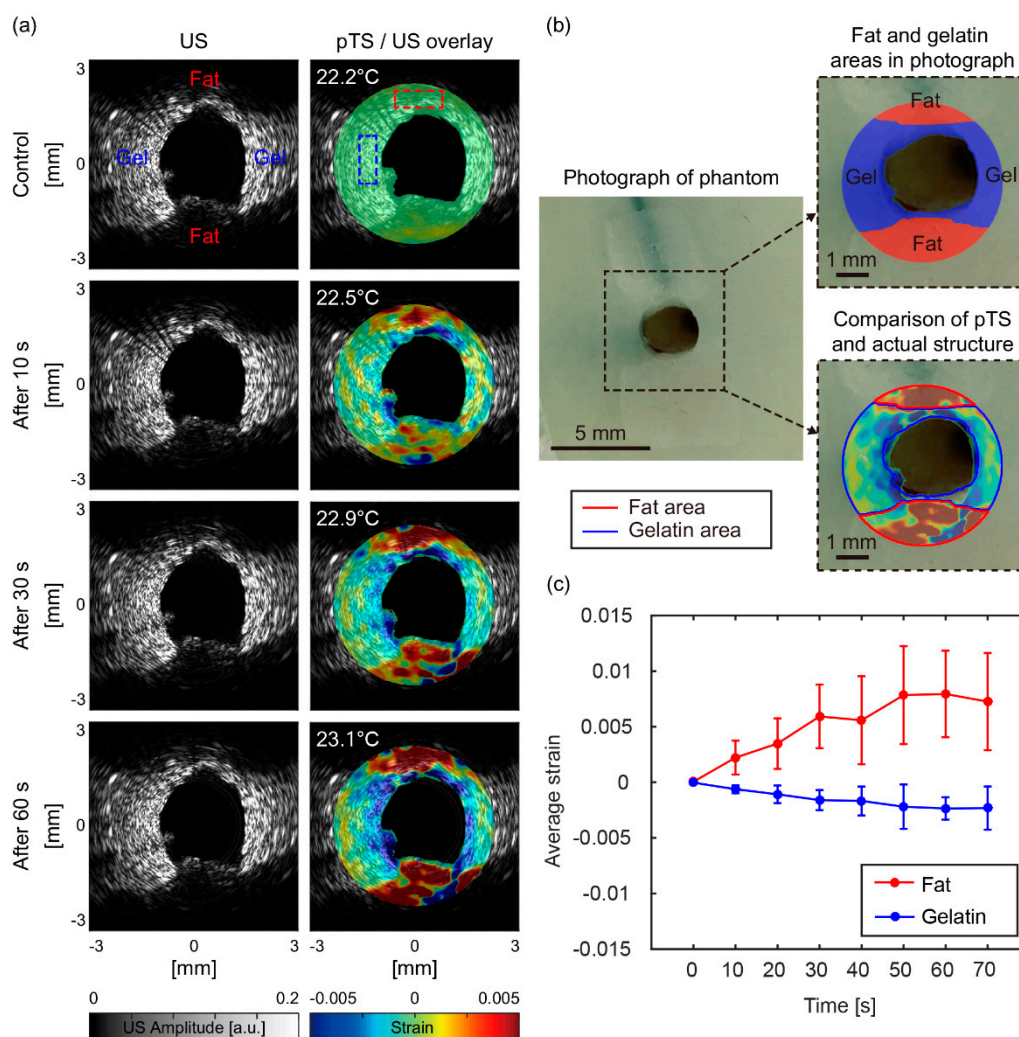 (a)
US
pTS / US overlay
Control
[mm]
3
0
-3
Fat
Gel
Gel
Fat
22.2°C
After 10 s
[mm]
3
0
-3
22.5°C
After 30 s
[mm]
3
0
-3
22.9°C
After 60 s
[mm]
3
0
-3
23.1°C
-3 0 3
[mm]
-3 0 3
[mm]
0 0.2
US Amplitude [a.u.]
-0.005 0 0.005
Strain
(b)
Photograph of phantom
5 mm
Fat area
Gelatin area
Fat and gelatin
areas in photograph
Fat
Gel
Gel
Fat
1 mm
Comparison of pTS
and actual structure
1 mm
(c)
Average strain
0.015
0.01
0.005
0
-0.005
-0.01
-0.015
Fat
Gelatin
0 10 20 30 40 50 60 70
Time [s]